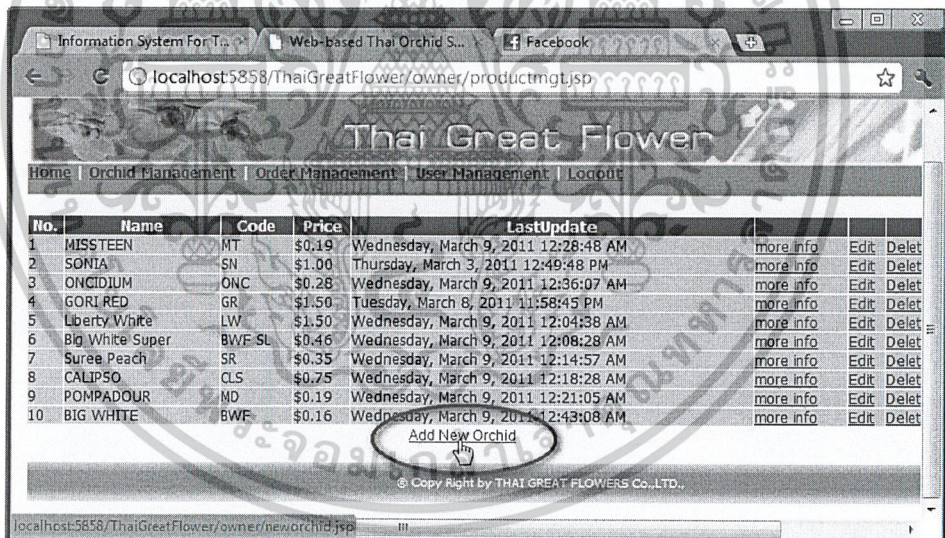 Information System For T...
Web-based Thai Orchid S...
Facebook
localhost:5858/ThaiGreatFlower/owner/productmgt.jsp
Thai Great Flower
Home | Orchid Management | Order Management | User Management | Logout
No. Name Code Price LastUpdate
1 MISSTEEN MT $0.19 Wednesday, March 9, 2011 12:28:48 AM more info Edit Delet
2 SONIA SN $1.00 Thursday, March 3, 2011 12:49:48 PM more info Edit Delet
3 ONCIDIUM ONC $0.28 Wednesday, March 9, 2011 12:36:07 AM more info Edit Delet
4 GORI RED GR $1.50 Tuesday, March 8, 2011 11:58:45 PM more info Edit Delet
5 Liberty White LW $1.50 Wednesday, March 9, 2011 12:04:38 AM more info Edit Delet
6 Big White Super BWF SL $0.46 Wednesday, March 9, 2011 12:08:28 AM more info Edit Delet
7 Suree Peach SR $0.35 Wednesday, March 9, 2011 12:14:57 AM more info Edit Delet
8 CALIPSO CLS $0.75 Wednesday, March 9, 2011 12:18:28 AM more info Edit Delet
9 POMPADOUR MD $0.19 Wednesday, March 9, 2011 12:21:05 AM more info Edit Delet
10 BIG WHITE BWF $0.16 Wednesday, March 9, 2011 12:43:08 AM more info Edit Delet
Add New Orchid
© Copy Right by THAI GREAT FLOWERS Co.,LTD.,
localhost:5858/ThaiGreatFlower/owner/neworchid.jsp